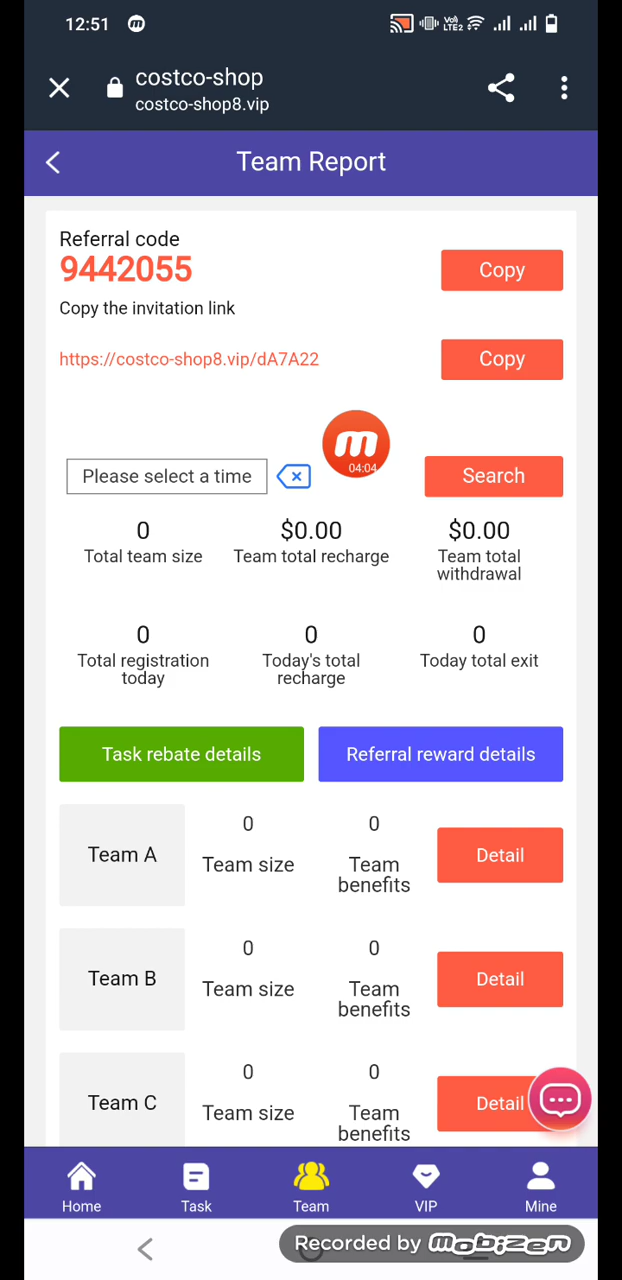 12:51
Vo) LTE2
costco-shop
costco-shop8.vip
Team Report
Referral code
9442055
Copy
Copy the invitation link
https://costco-shop8.vip/dA7A22
Copy
m
04:04
Please select a time
Search
0
$0.00
$0.00
Total team size
Team total recharge
Team total
withdrawal
0
0
0
Total registration
today
Today's total
recharge
Today total exit
Task rebate details
Referral reward details
Team A
0
Team size
0
Team
benefits
Detail
Team B
0
Team size
0
Team
benefits
Detail
Team C
0
Team size
0
Team
benefits
Detail
Home
Task
Team
VIP
Mine
Recorded by mobizen